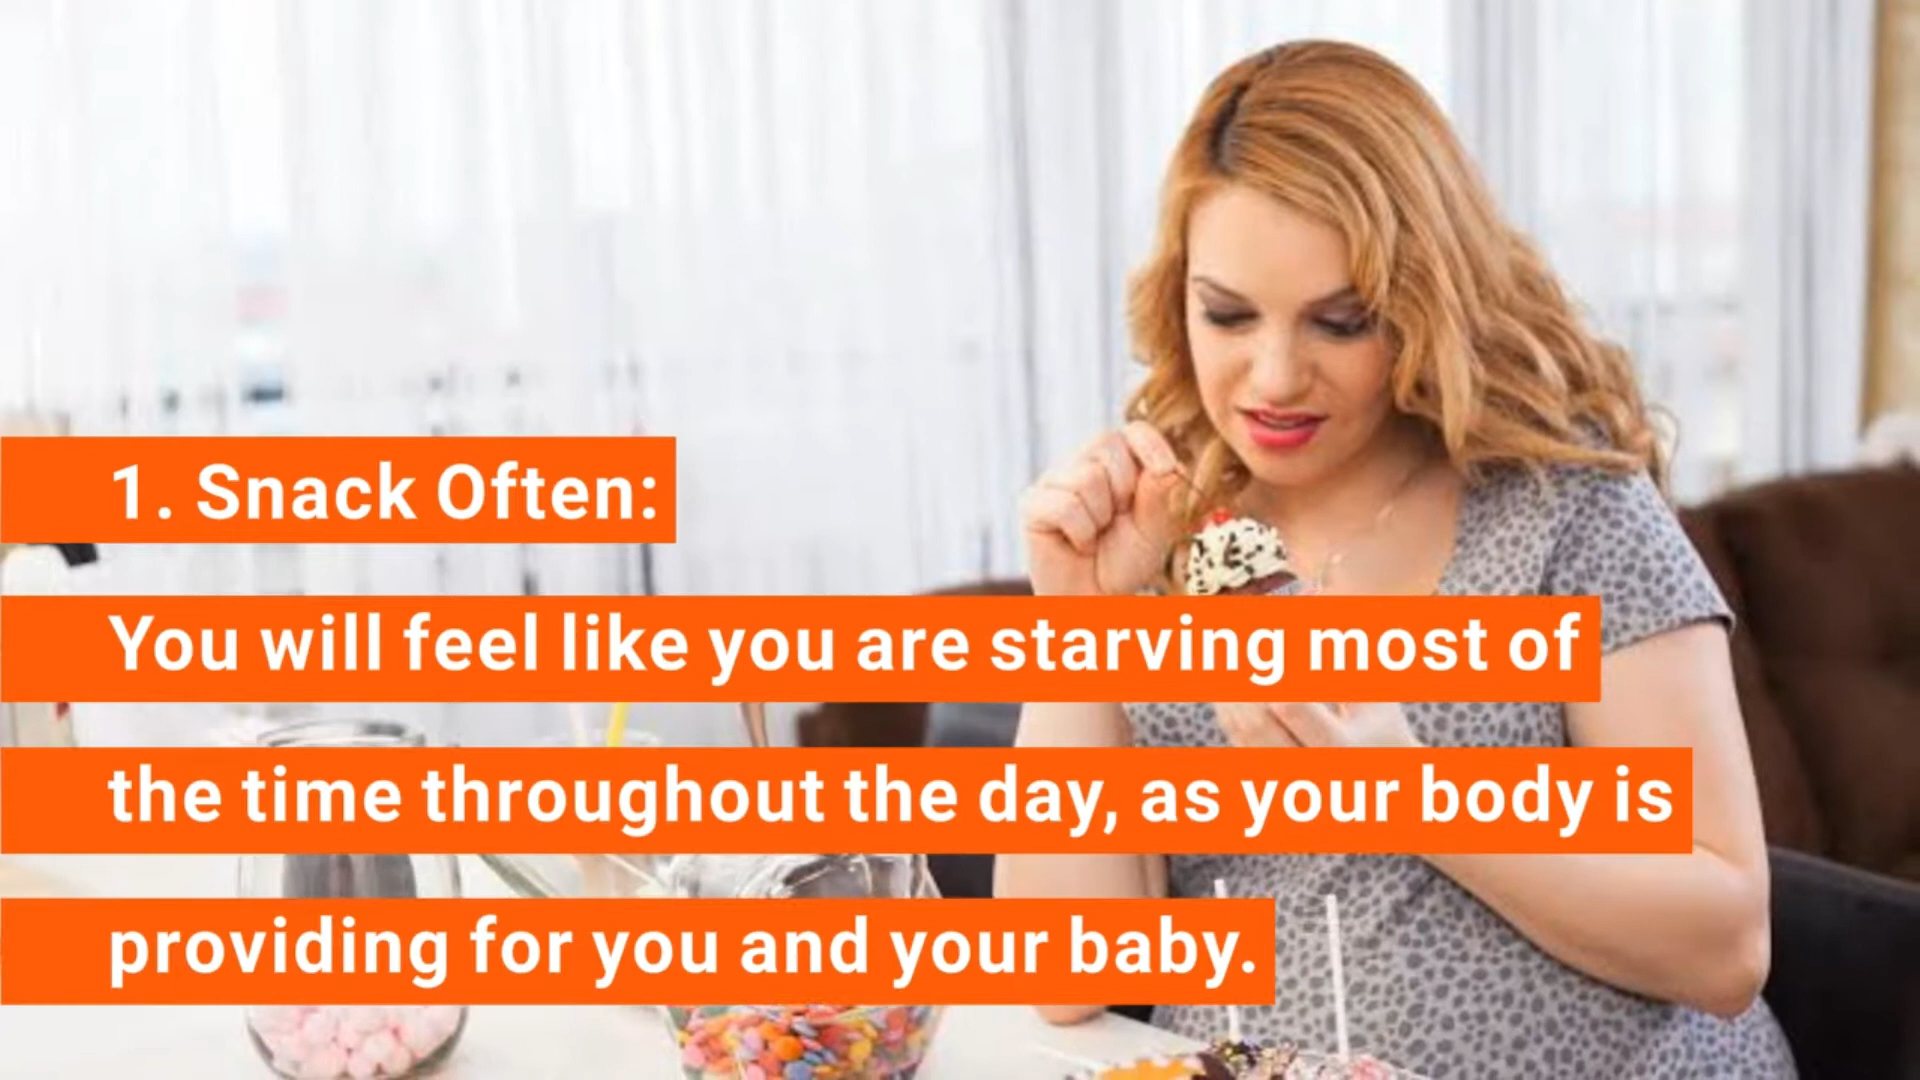 1. Snack Often:
You will feel like you are starving most of
the time throughout the day, as your body is
providing for you and your baby.